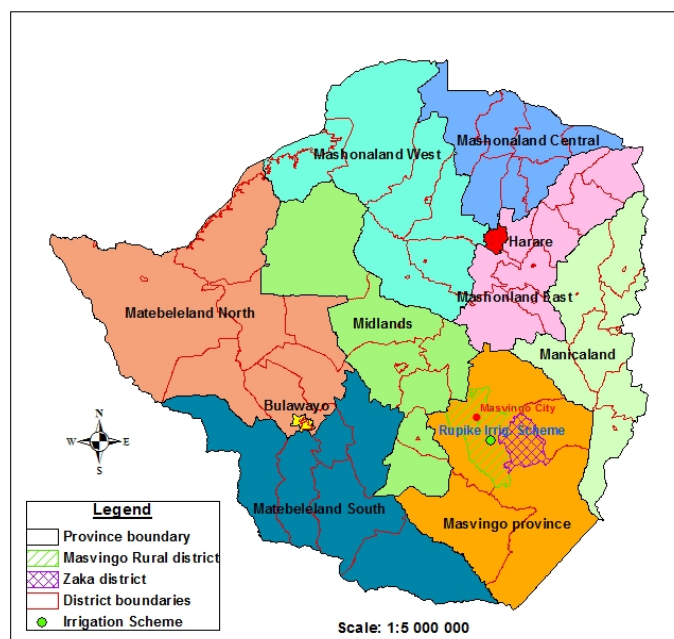 Mashonaland Central
Mashonaland West
Harare
Mashonland East
Matebeleland North
Midlands
Manicaland
Bulawayo
Masvingo City
Rupike Irrig. Scheme
N
W E
S
Matebeleland South
Masvingo province
Legend
Province boundary
Masvingo Rural district
Zaka district
District boundaries
Irrigation Scheme
Scale: 1:5 000 000